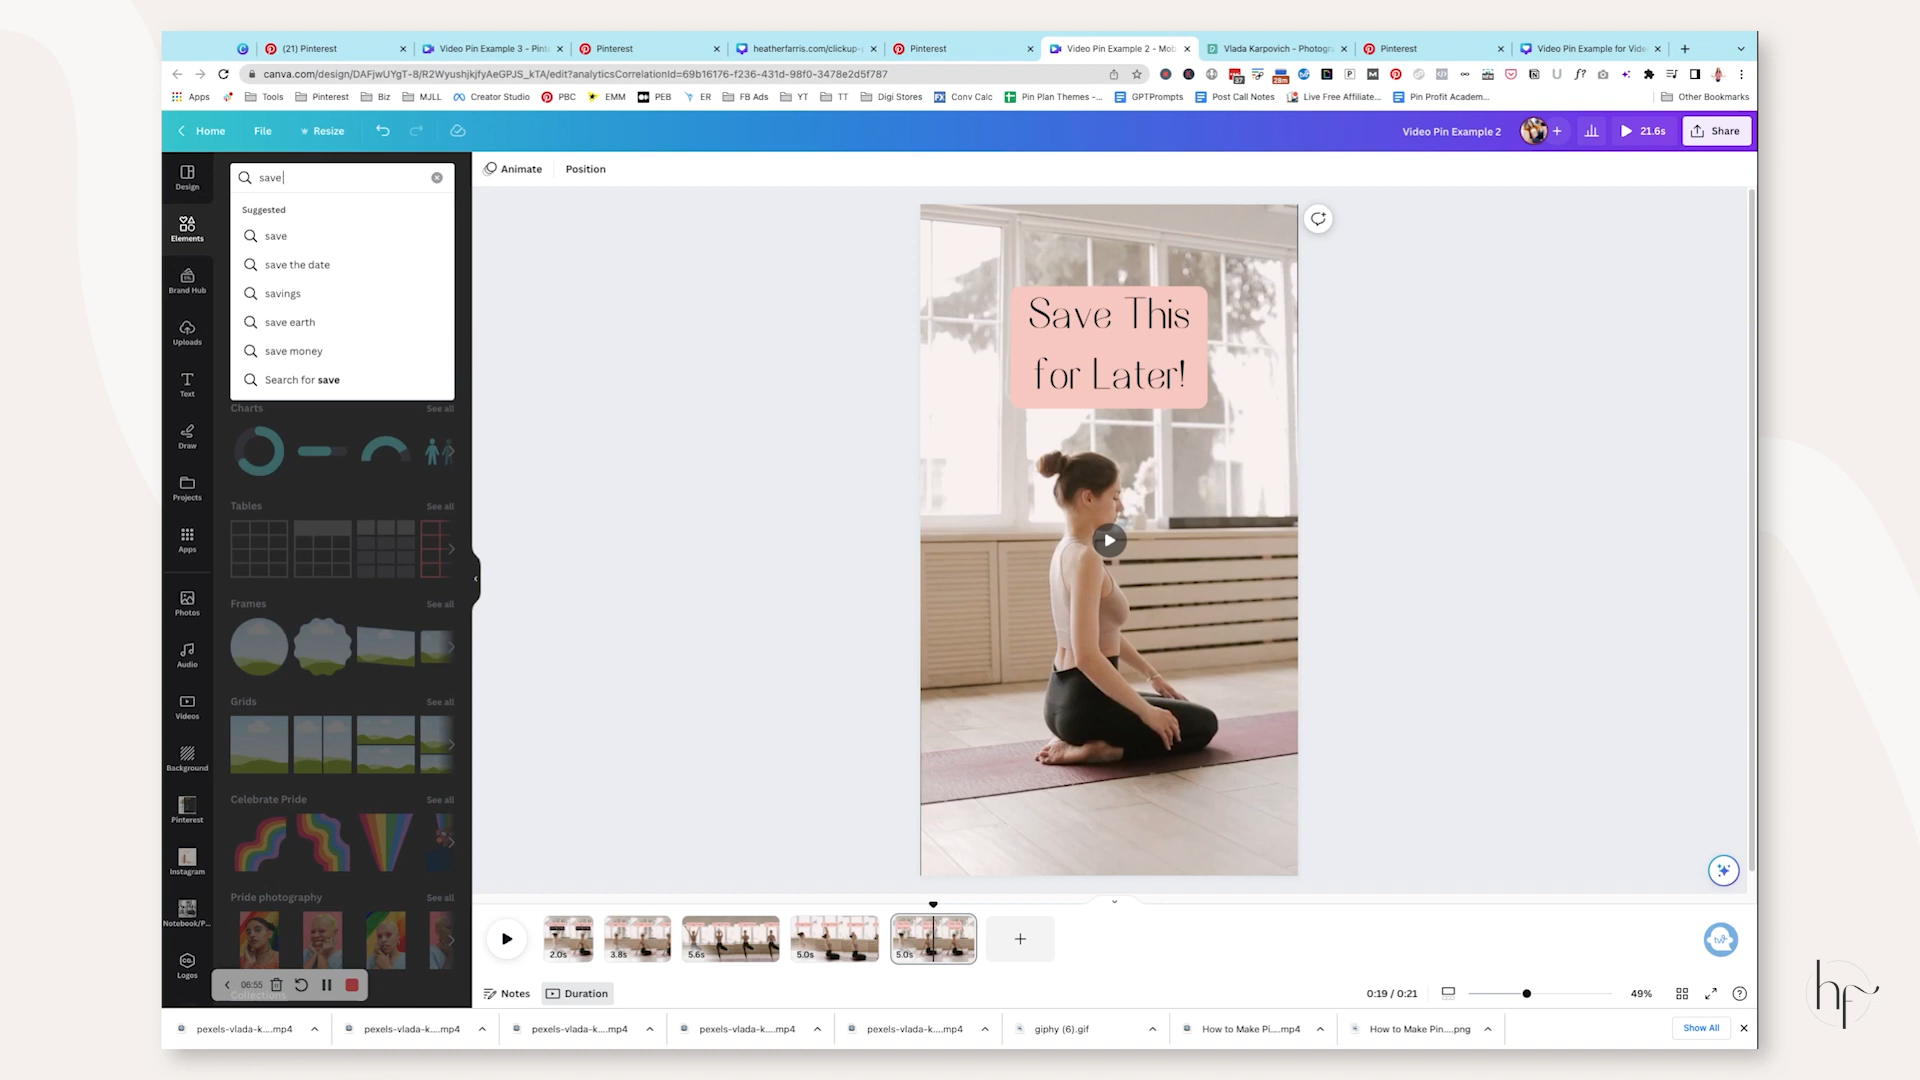 (21) Pinterest
Video Pin Example 3 - Pint
Pinterest
heatherfarris.com/clickup-
Pinterest
Video Pin Example 2 - Mob
Vlada Karpovich - Photogra
Pinterest
Video Pin Example for Vide
canva.com/design/DAFjwUYgT-8/R2WyushjkjfyAeGPJS_kTA/edit?analyticsCorrelationId=69b16176-f236-431d-98f0-3478e2d5f787
Apps
Tools
Pinterest
Biz
MJLL
Creator Studio
PBC
EMM
PEB
ER
FB Ads
YT
TT
Digi Stores
Conv Calc
Pin Plan Themes -...
GPTPrompts
Post Call Notes
Live Free Affiliate...
Pin Profit Academ...
Other Bookmarks
Home
File
Resize
Video Pin Example 2
21.6s
Share
Design
Elements
Brand Hub
Uploads
Text
Draw
Projects
Apps
Photos
Audio
Videos
Background
Pinterest
Instagram
Notebook/P...
Logos
save
Suggested
save
save the date
savings
save earth
save money
Search for save
Charts
See all
Tables
See all
Frames
See all
Grids
See all
Celebrate Pride
See all
Pride photography
See all
Collections
06:55
Animate
Position
Save This
for Later!
2.0s
3.8s
5.6s
5.0s
5.0s
Notes
Duration
0:19 / 0:21
49%
pexels-vlada-k....mp4
pexels-vlada-k....mp4
pexels-vlada-k....mp4
pexels-vlada-k....mp4
pexels-vlada-k....mp4
giphy (6).gif
How to Make Pi....mp4
How to Make Pin....png
Show All
hf